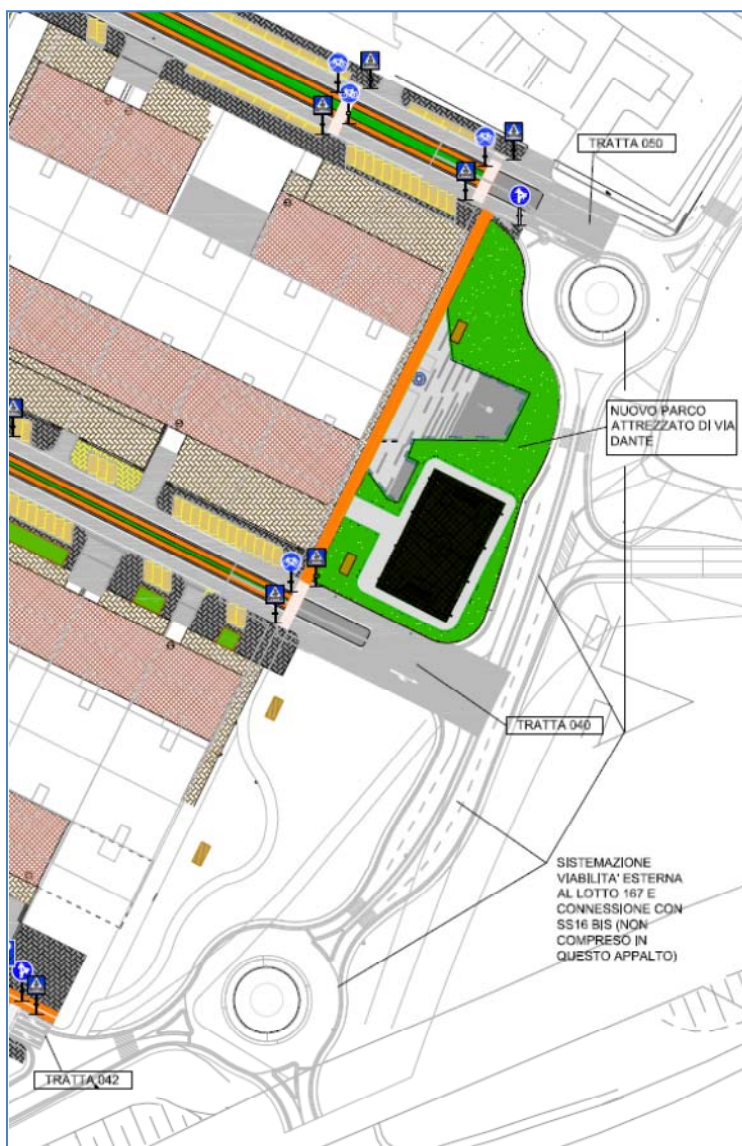 TRATTA 050
NUOVO PARCO
ATTREZZATO DI VIA
DANTE
TRATTA 040
SISTEMAZIONE
VIABILITA' ESTERNA
AL LOTTO 167 E
CONNESSIONE CON
SS16 BIS (NON
COMPRESO IN
QUESTO APPALTO)
TRATTA 042